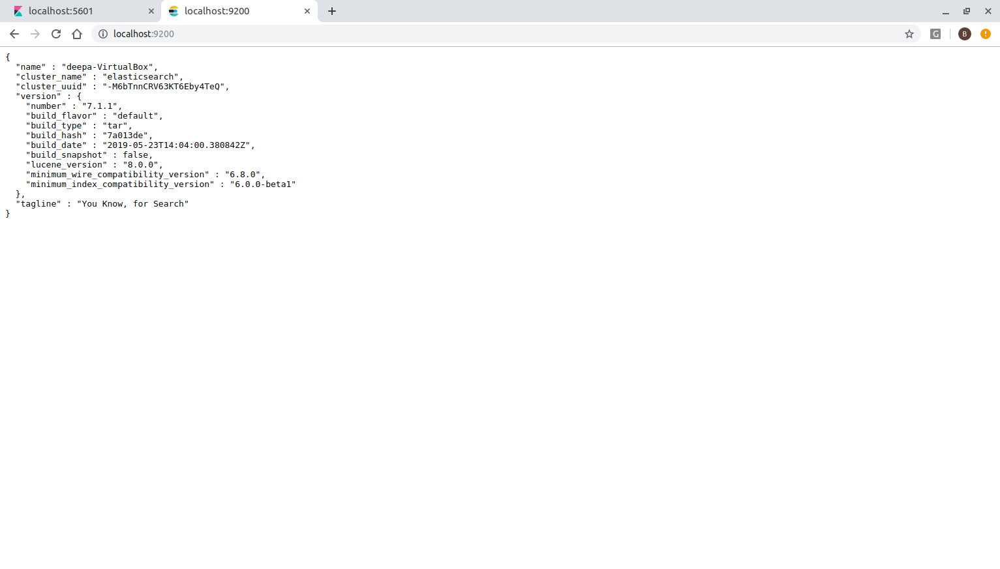 localhost:5601
localhost:9200
localhost:9200
G
B
{
  "name" : "deepa-VirtualBox",
  "cluster_name" : "elasticsearch",
  "cluster_uuid" : "-M6bTnnCRV63KT6Eby4TeQ",
  "version" : {
    "number" : "7.1.1",
    "build_flavor" : "default",
    "build_type" : "tar",
    "build_hash" : "7a013de",
    "build_date" : "2019-05-23T14:04:00.380842Z",
    "build_snapshot" : false,
    "lucene_version" : "8.0.0",
    "minimum_wire_compatibility_version" : "6.8.0",
    "minimum_index_compatibility_version" : "6.0.0-beta1"
  },
  "tagline" : "You Know, for Search"
}